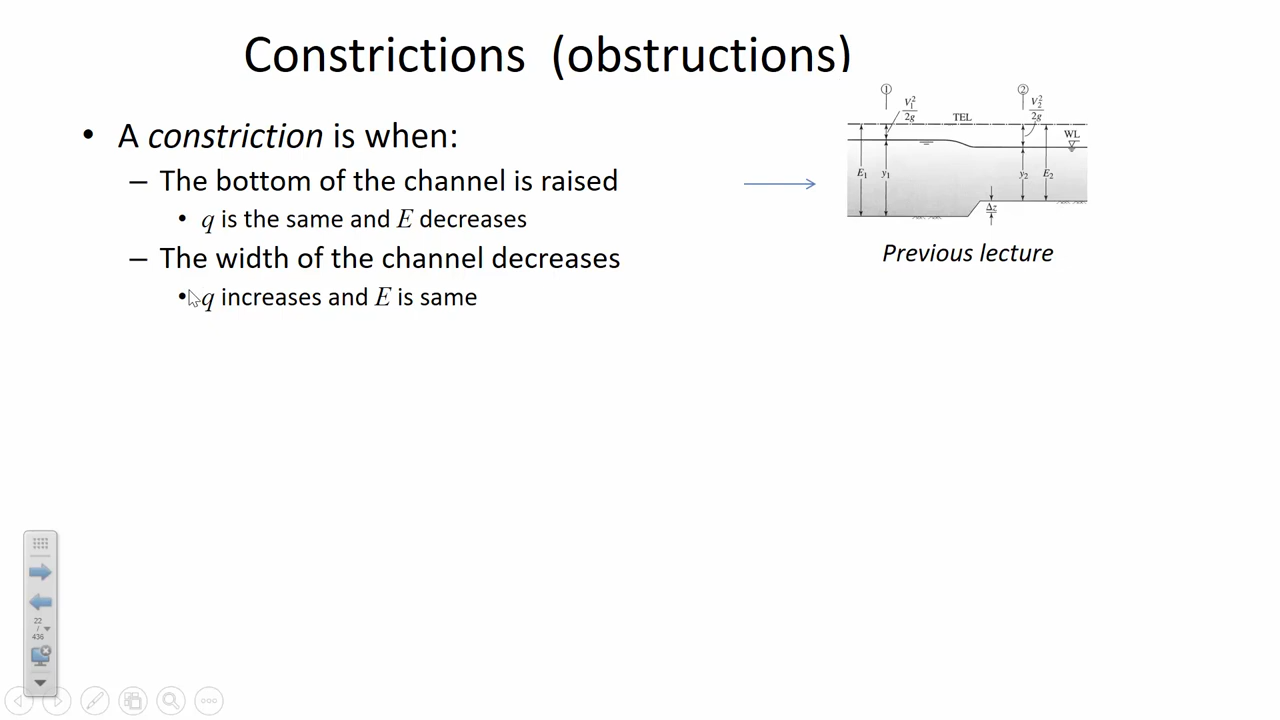 Constrictions (obstructions)
• A constriction is when:
– The bottom of the channel is raised
• q is the same and E decreases
– The width of the channel decreases
• q increases and E is same
① ②
V₁²/2g V₂²/2g
TEL
WL
E₁ y₁ y₂ E₂
Δz
Previous lecture
22
/
436